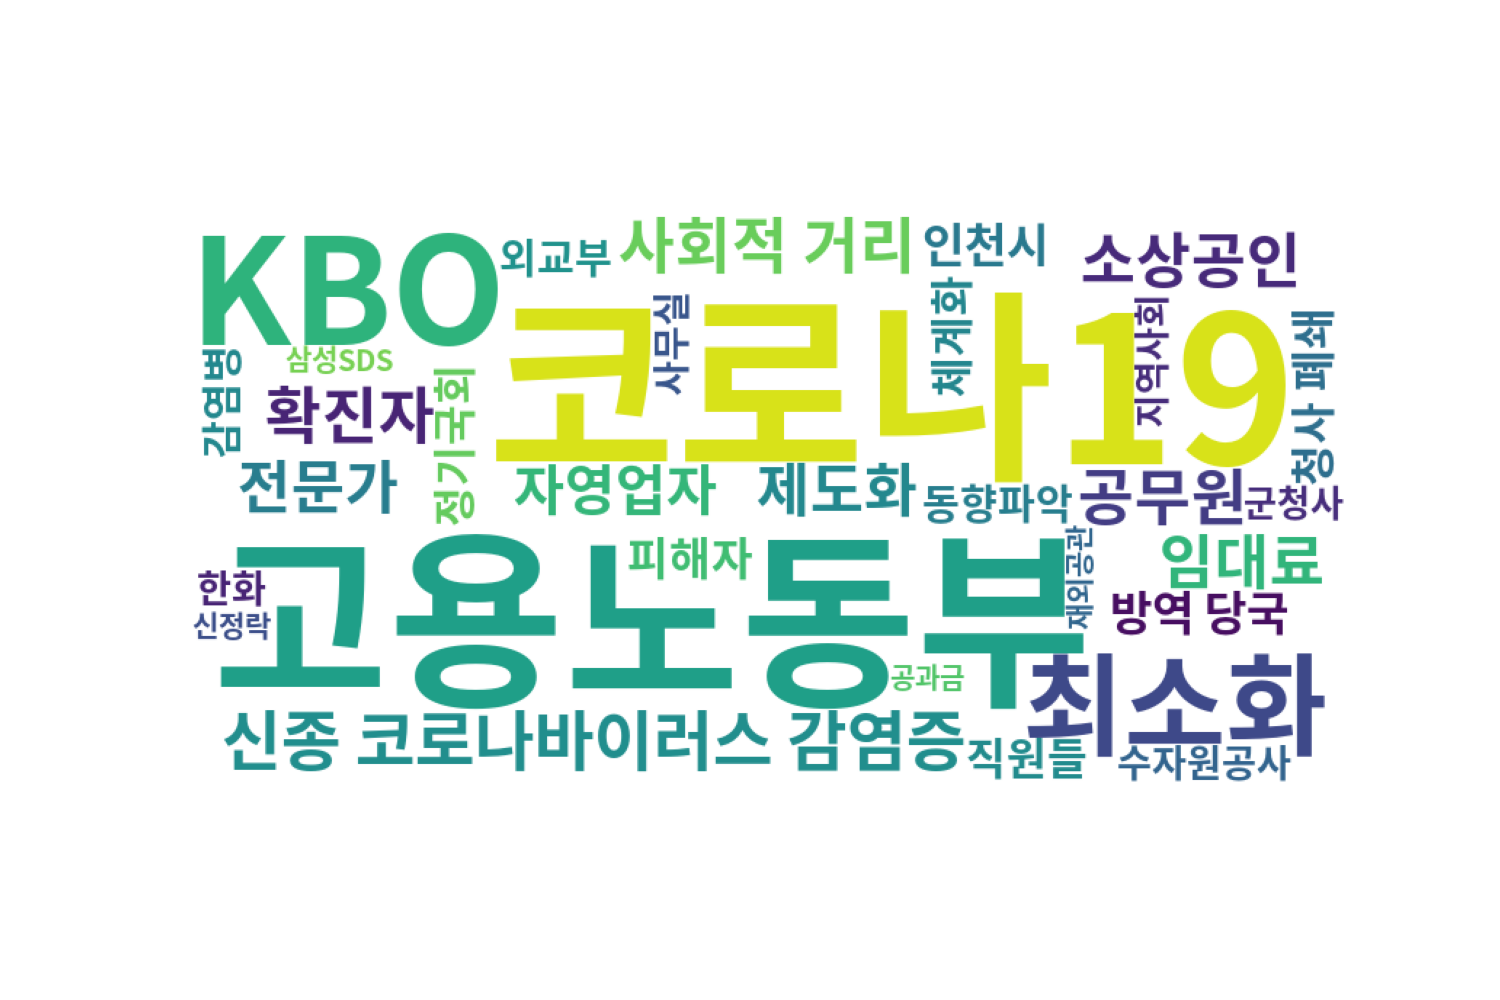 KBO
외교부
사회적 거리
인천시
소상공인
코로나19
사무실
체계화
지역사회
청사 폐쇄
감염병
삼성SDS
확진자
정기국회
전문가
자영업자
제도화
동향파악
공무원
군청사
고용노동부
피해자
재외공관
임대료
한화
신정락
방역 당국
공과금
최소화
신종 코로나바이러스 감염증
직원들
수자원공사